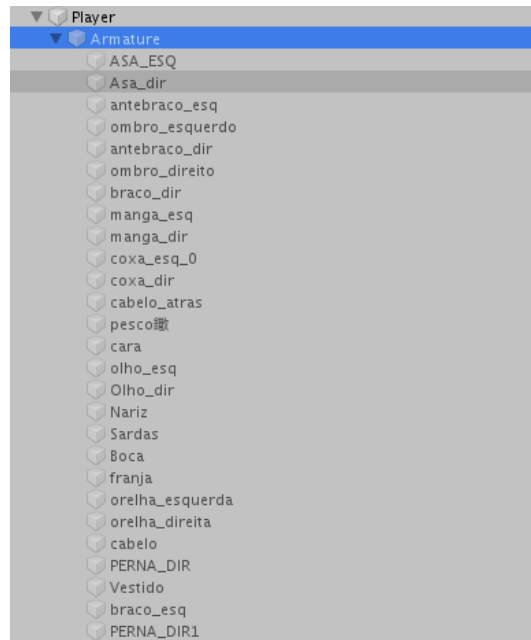 Player
Armature
ASA_ESQ
Asa_dir
antebraco_esq
ombro_esquerdo
antebraco_dir
ombro_direito
braco_dir
manga_esq
manga_dir
coxa_esq_0
coxa_dir
cabelo_atras
cara
olho_esq
Olho_dir
Nariz
Sardas
Boca
franja
orelha_esquerda
orelha_direita
cabelo
PERNA_DIR
Vestido
braco_esq
PERNA_DIR1